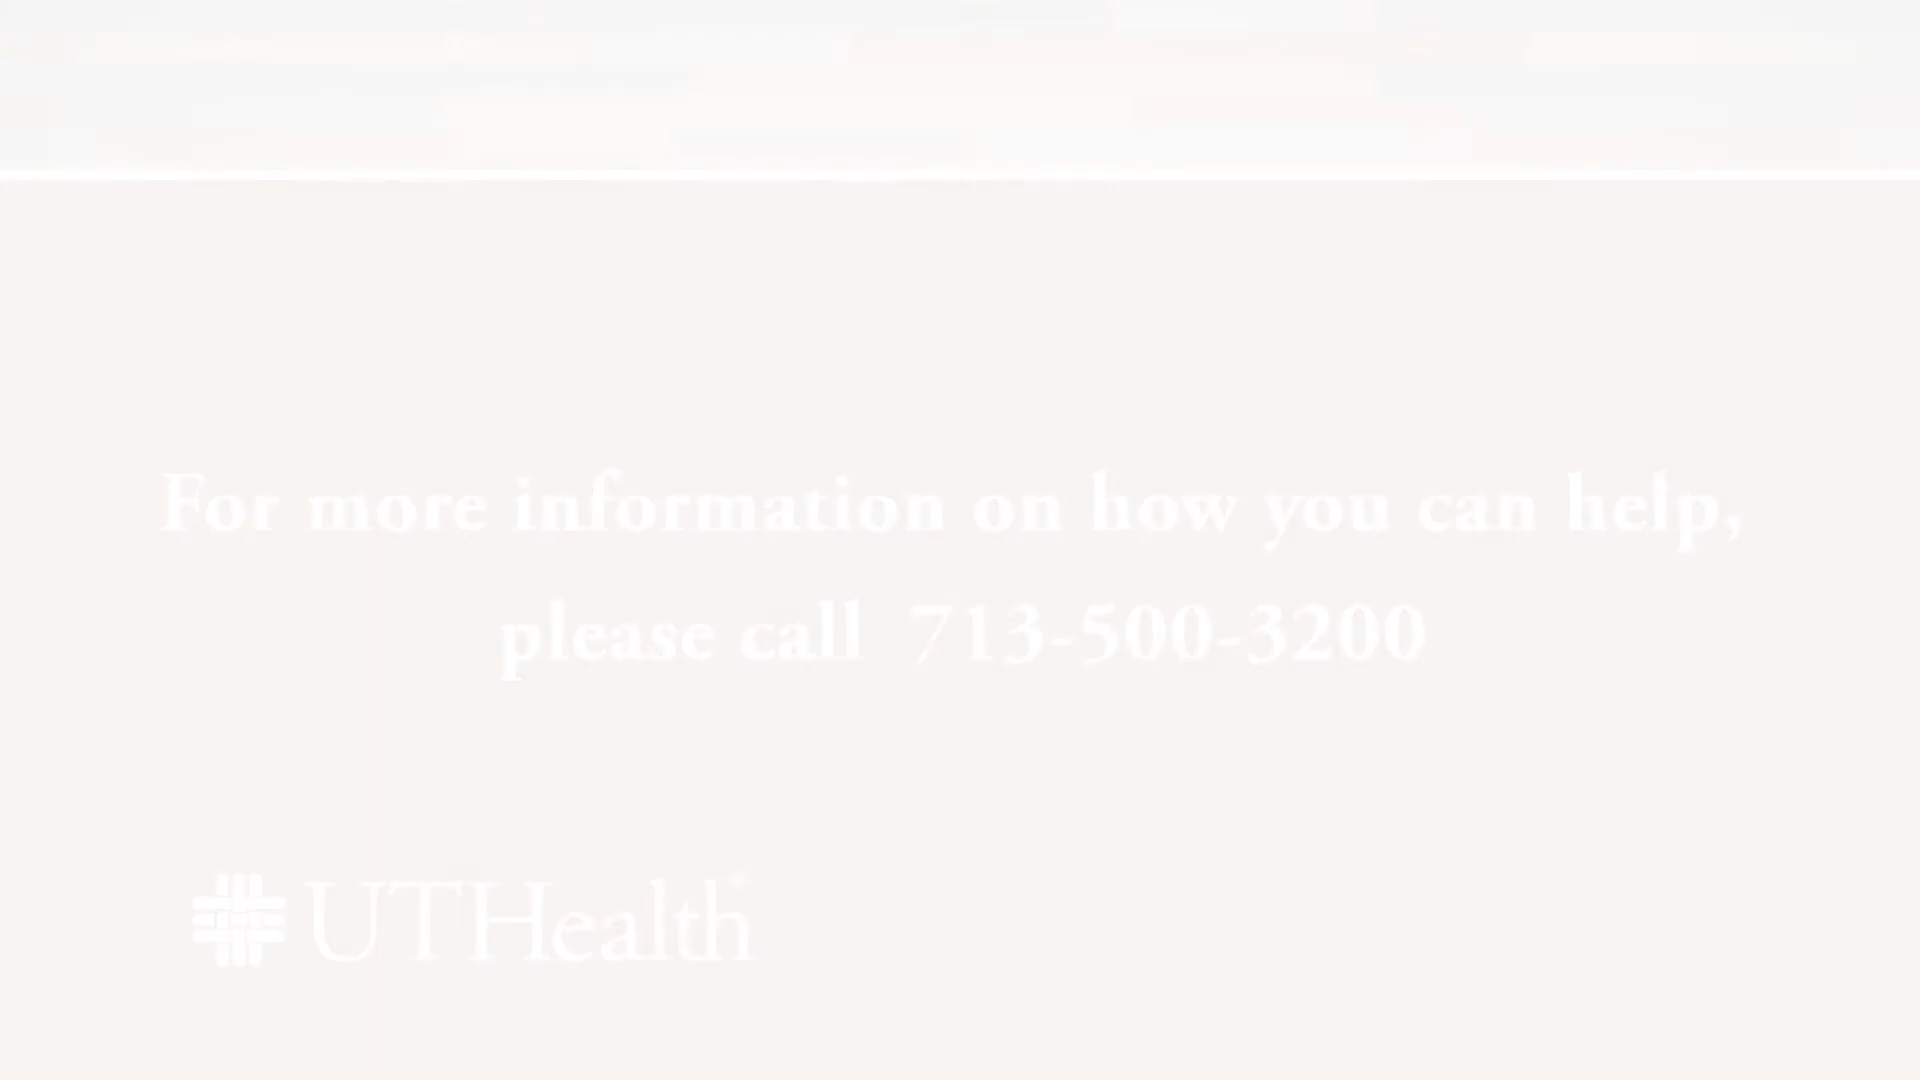 For more information on how you can help,
please call 713-500-3200
UTHealth